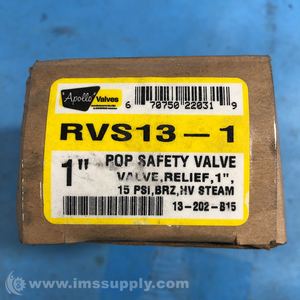 Apollo Valves
6 70750 22031 9
RVS13-1
1" POP SAFETY VALVE
VALVE,RELIEF,1",
15 PSI,BRZ,HV STEAM
13-202-B15
www.imssupply.com